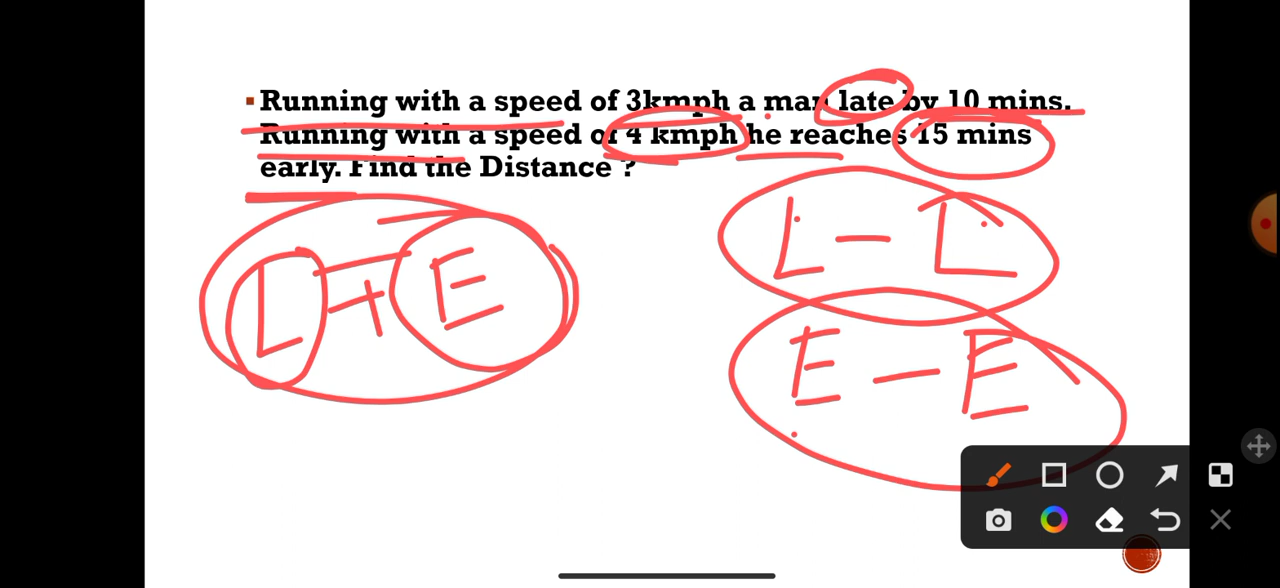 Running with a speed of 3kmph a man late by 10 mins.
Running with a speed of 4 kmph he reaches 15 mins
early. Find the Distance ?
L + E
L - L
E - E